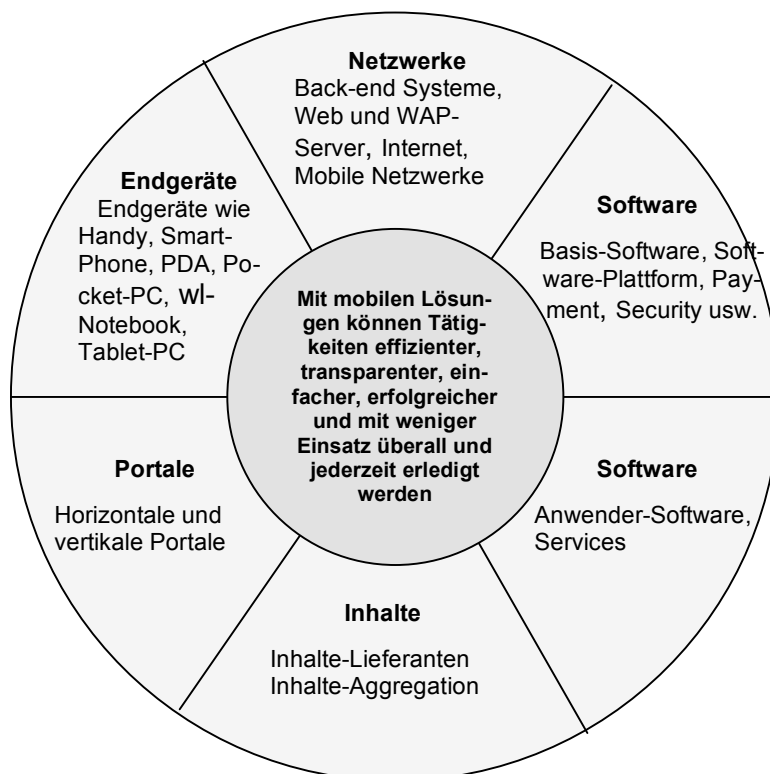 Netzwerke
Back-end Systeme,
Web und WAP-
Server, Internet,
Mobile Netzwerke
Software
Basis-Software, Soft-
ware-Plattform, Pay-
ment, Security usw.
Software
Anwender-Software,
Services
Inhalte
Inhalte-Lieferanten
Inhalte-Aggregation
Portale
Horizontale und
vertikale Portale
Endgeräte
Endgeräte wie
Handy, Smart-
Phone, PDA, Po-
cket-PC, wl-
Notebook,
Tablet-PC
Mit mobilen Lösun-
gen können Tätig-
keiten effizienter,
transparenter, ein-
facher, erfolgreicher
und mit weniger
Einsatz überall und
jederzeit erledigt
werden